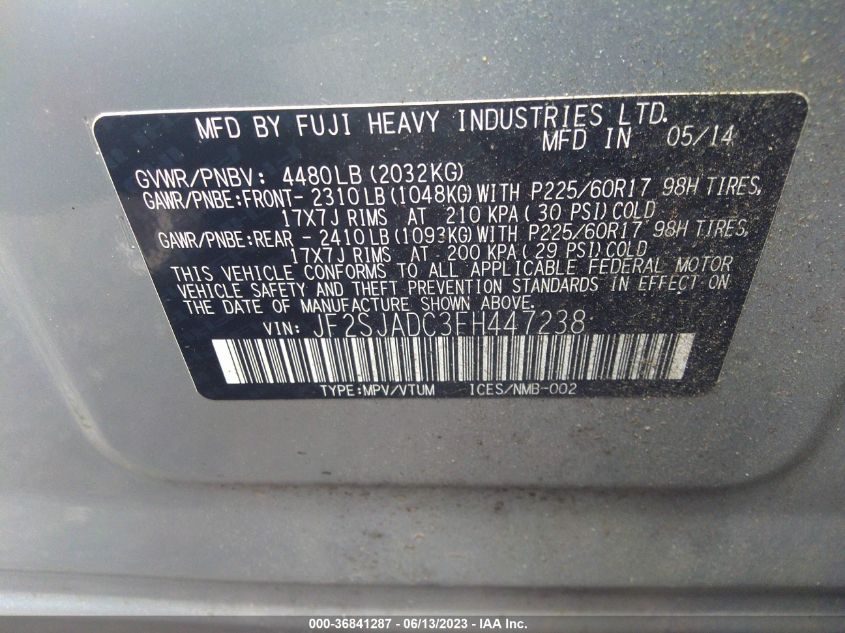 MFD BY FUJI HEAVY INDUSTRIES LTD.
MFD IN 05/14
GVWR/PNBV: 4480LB (2032KG)
GAWR/PNBE:FRONT- 2310LB (1048KG)WITH P225/60R17 98H TIRES,
17X7J RIMS AT 210 KPA( 30 PSI)COLD
GAWR/PNBE:REAR - 2410LB (1093KG)WITH P225/60R17 98H TIRES,
17X7J RIMS AT 200 KPA( 29 PSI)COLD
THIS VEHICLE CONFORMS TO ALL APPLICABLE FEDERAL MOTOR
VEHICLE SAFETY AND THEFT PREVENTION STANDARDS IN EFFECT ON
THE DATE OF MANUFACTURE SHOWN ABOVE.
VIN: JF2SJADC3FH447238
TYPE:MPV/VTUM ICES/NMB-002
000-36841287 - 06/13/2023 - IAA Inc.